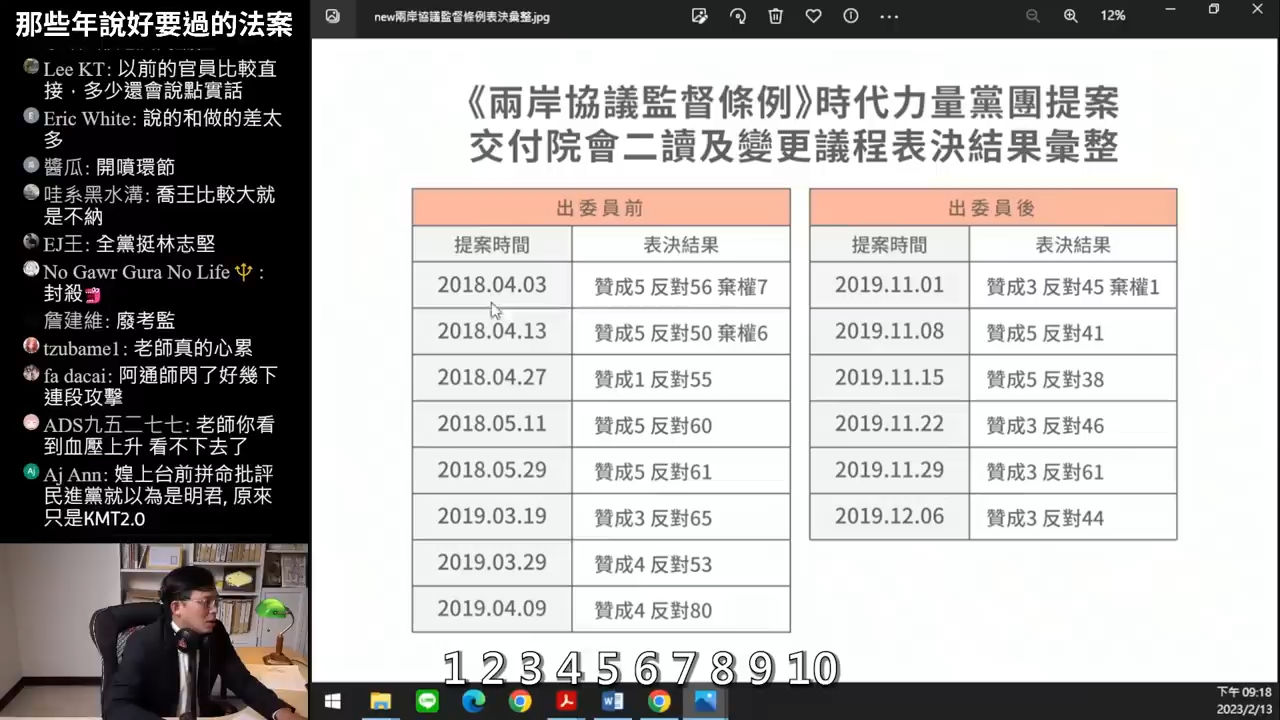 那些年說好要過的法案
Lee KT: 以前的官員比較直
接，多少還會說點實話
Eric White: 說的和做的差太
多
醬瓜: 開噴環節
哇系黑水溝: 喬王比較大就
是不納
EJ王: 全黨挺林志堅
No Gawr Gura No Life :
封殺
詹建維: 廢考監
tzubame1: 老師真的心累
fa dacai: 阿通師閃了好幾下
連段攻擊
ADS九五二七七: 老師你看
到血壓上升 看不下去了
Aj Ann: 媓上台前拼命批評
民進黨就以為是明君, 原來
只是KMT2.0
new兩岸協議監督條例表決彙整.jpg
12%
《兩岸協議監督條例》時代力量黨團提案
交付院會二讀及變更議程表決結果彙整
出委員前
提案時間 表決結果
2018.04.03 贊成5 反對56 棄權7
2018.04.13 贊成5 反對50 棄權6
2018.04.27 贊成1 反對55
2018.05.11 贊成5 反對60
2018.05.29 贊成5 反對61
2019.03.19 贊成3 反對65
2019.03.29 贊成4 反對53
2019.04.09 贊成4 反對80
出委員後
提案時間 表決結果
2019.11.01 贊成3 反對45 棄權1
2019.11.08 贊成5 反對41
2019.11.15 贊成5 反對38
2019.11.22 贊成3 反對46
2019.11.29 贊成3 反對61
2019.12.06 贊成3 反對44
1 2 3 4 5 6 7 8 9 10
下午 09:18
2023/2/13